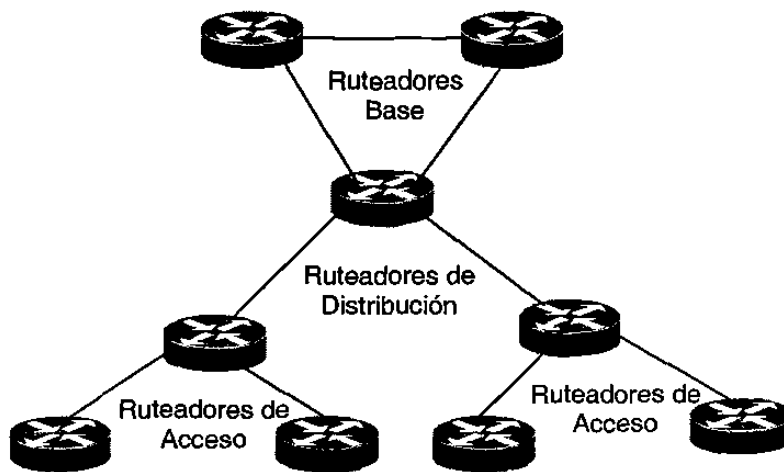 Ruteadores
Base
Ruteadores de
Distribución
Ruteadores de
Acceso
Ruteadores de
Acceso